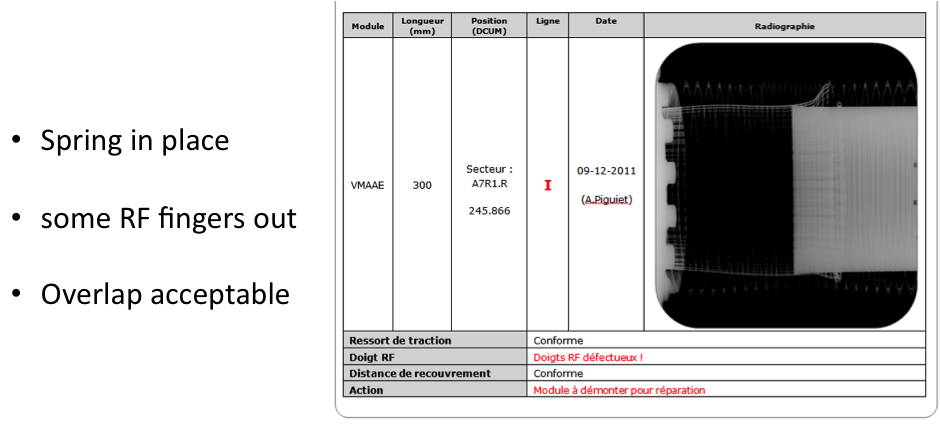 • Spring in place
• some RF fingers out
• Overlap acceptable
Module
Longueur
(mm)
Position
(DCUM)
Ligne
Date
Radiographie
VMAAE
300
Secteur :
A7R1.R
245.866
I
09-12-2011
(A.Piguiet)
Ressort de traction Conforme
Doigt RF Doigts RF défectueux !
Distance de recouvrement Conforme
Action Module à démonter pour réparation